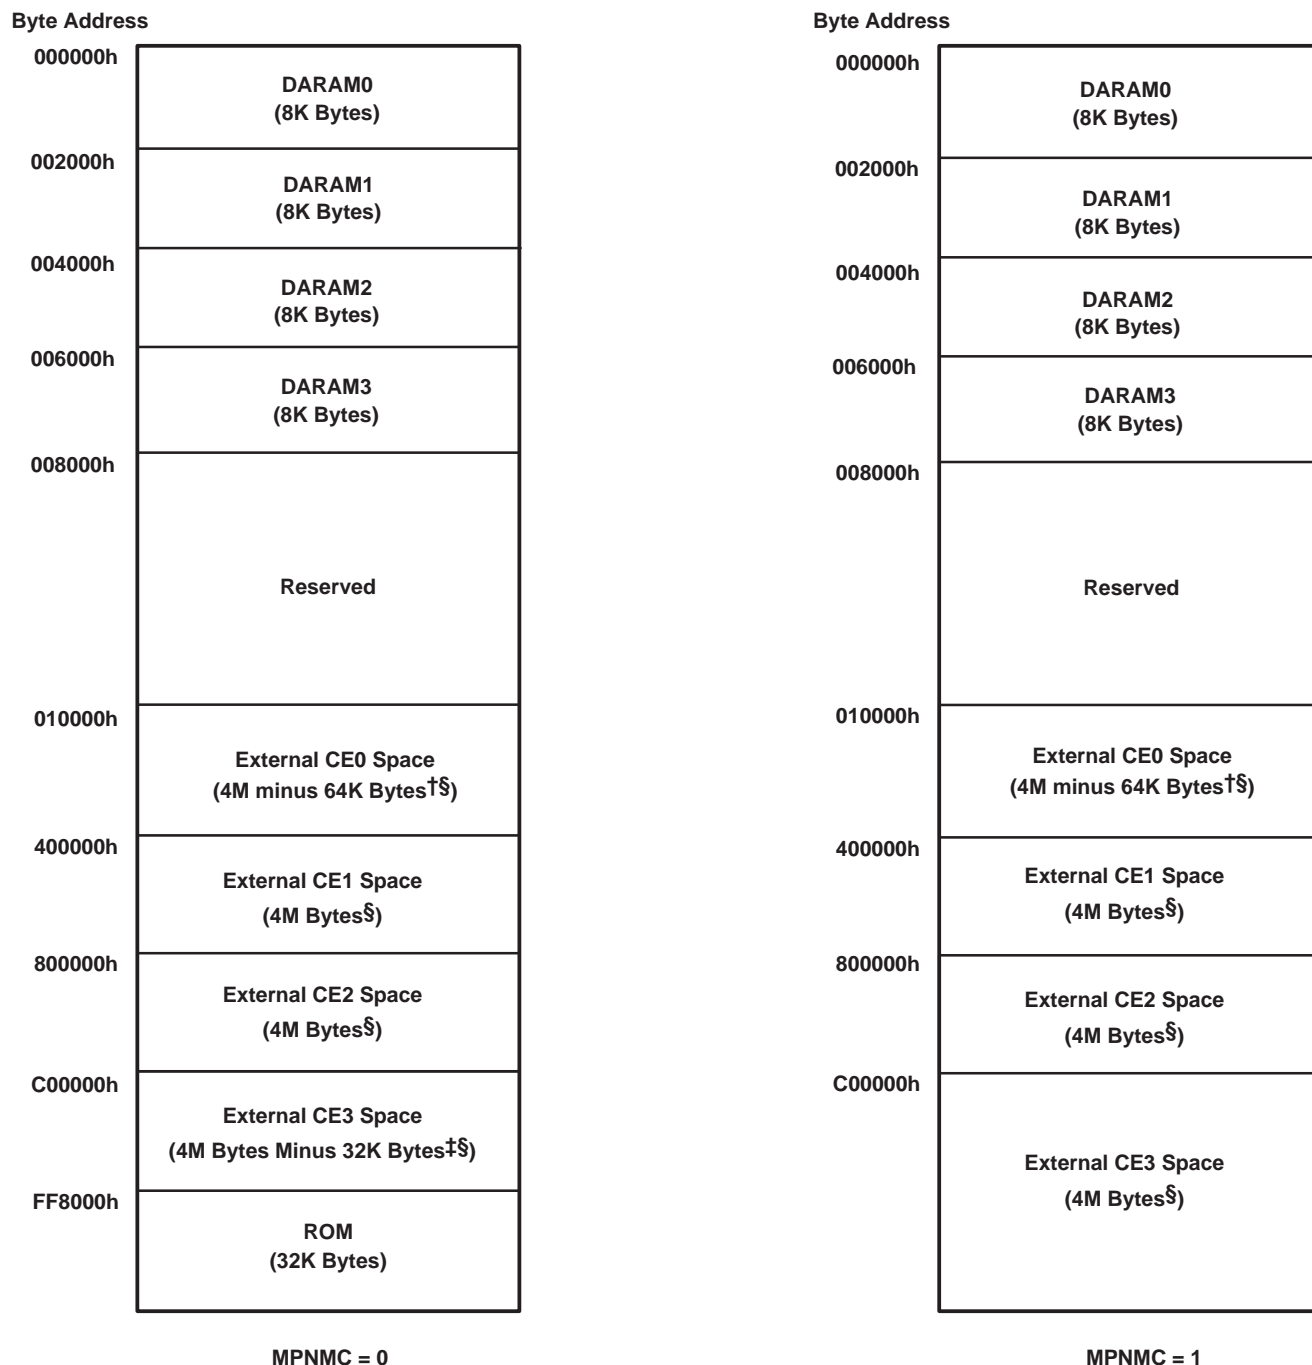 Byte Address
000000h
DARAM0
(8K Bytes)
002000h
DARAM1
(8K Bytes)
004000h
DARAM2
(8K Bytes)
006000h
DARAM3
(8K Bytes)
008000h
Reserved
010000h
External CE0 Space
(4M minus 64K Bytes†§)
400000h
External CE1 Space
(4M Bytes§)
800000h
External CE2 Space
(4M Bytes§)
C00000h
External CE3 Space
(4M Bytes Minus 32K Bytes‡§)
FF8000h
ROM
(32K Bytes)
MPNMC = 0
Byte Address
000000h
DARAM0
(8K Bytes)
002000h
DARAM1
(8K Bytes)
004000h
DARAM2
(8K Bytes)
006000h
DARAM3
(8K Bytes)
008000h
Reserved
010000h
External CE0 Space
(4M minus 64K Bytes†§)
400000h
External CE1 Space
(4M Bytes§)
800000h
External CE2 Space
(4M Bytes§)
C00000h
External CE3 Space
(4M Bytes§)
MPNMC = 1